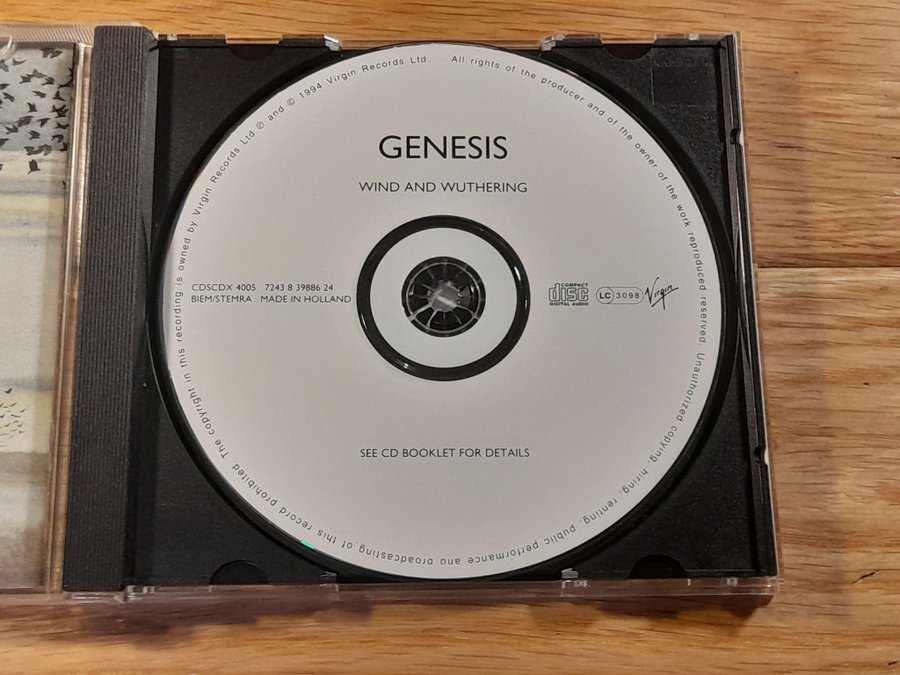 GENESIS
WIND AND WUTHERING
CDSCDX 4005 7243 8 39886 24
BIEM/STEMRA MADE IN HOLLAND
COMPACT
disc
DIGITAL AUDIO
LC 3098
Virgin
SEE CD BOOKLET FOR DETAILS
The copyright in this recording is owned by Virgin Records Ltd ℗ and © 1994 Virgin Records Ltd. All rights of the producer and of the owner of the work reproduced reserved. Unauthorized copying, hiring, renting, public performance and broadcasting of this record prohibited.